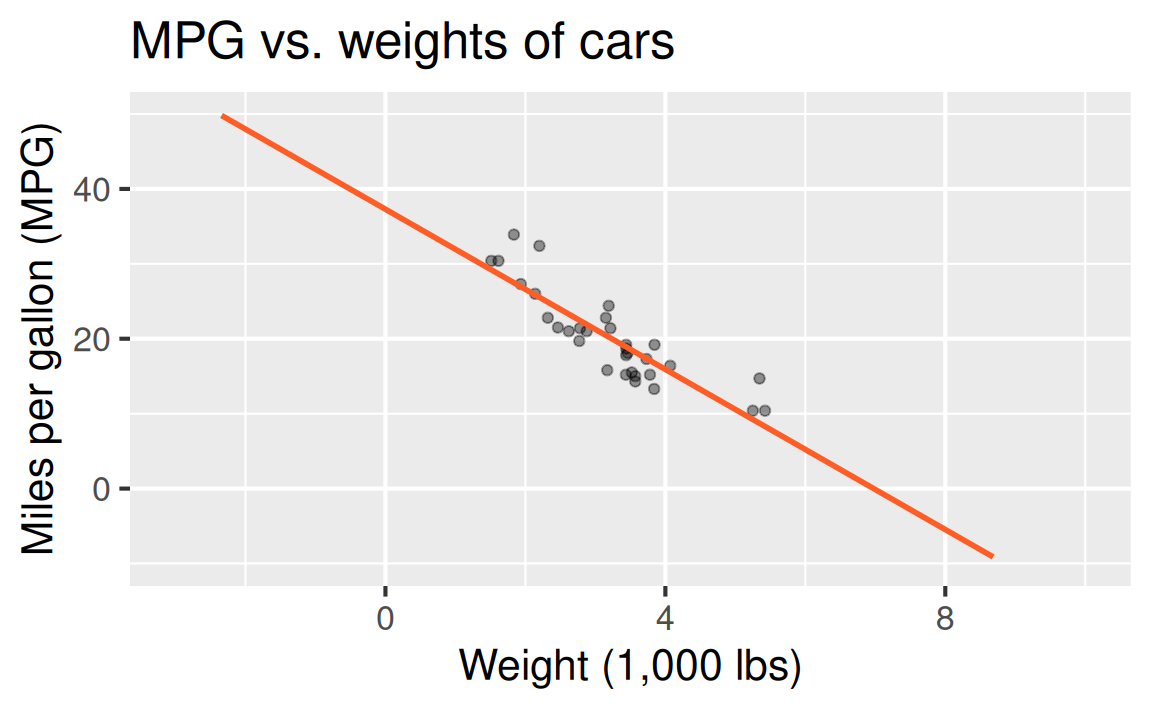 MPG vs. weights of cars
Miles per gallon (MPG)
40
20
0
0 4 8
Weight (1,000 lbs)